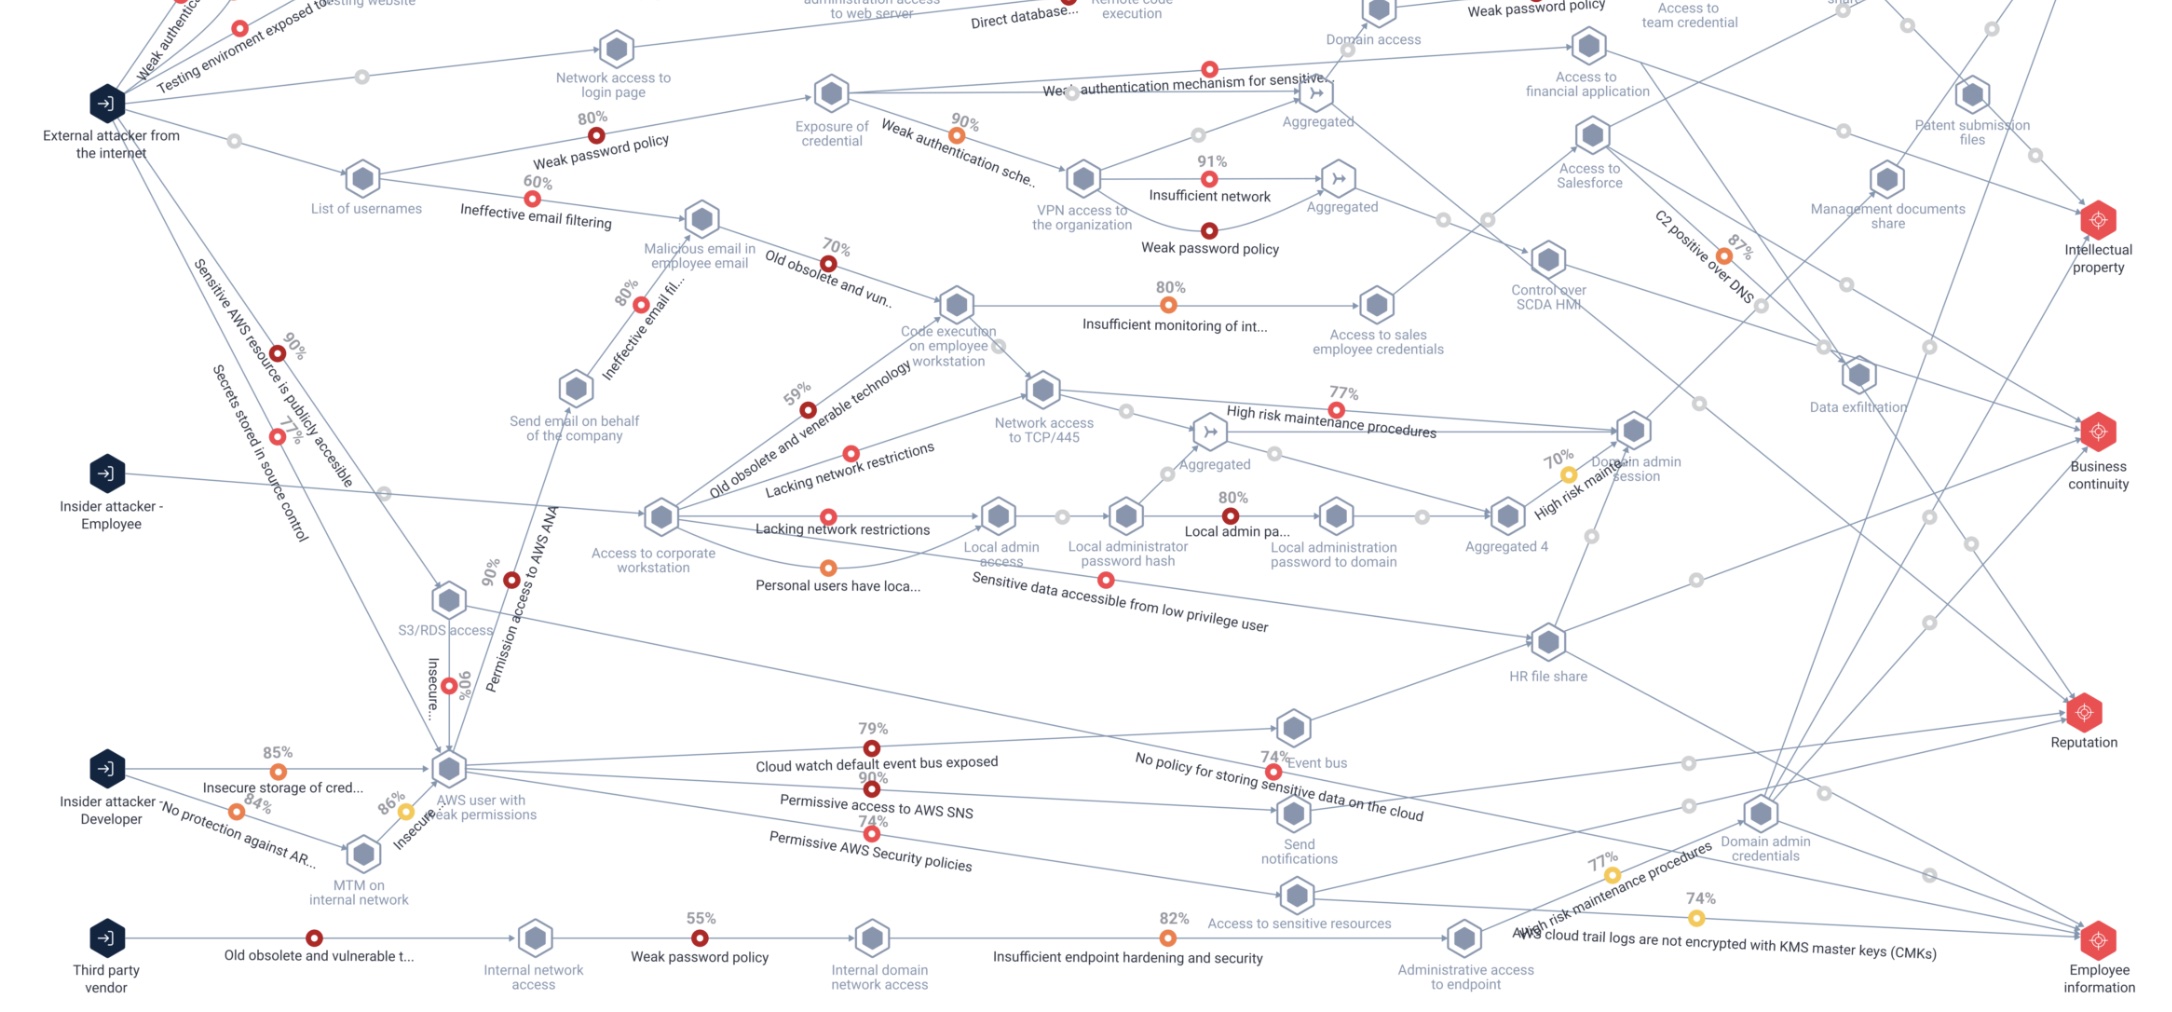 Weak authentic
Testing enviroment exposed to
esting website
administration access
to web server
Direct database...
Remote code
execution
Domain access
Weak password policy
Access to
team credential
share
Network access to
login page
External attacker from
the internet
80%
Weak password policy
Exposure of
credential
Weak authentication mechanism for sensitive...
Aggregated
Access to
financial application
Patent submission
files
90%
Weak authentication sche..
List of usernames
60%
Ineffective email filtering
91%
Insufficient network
VPN access to
the organization
Aggregated
Weak password policy
Access to
Salesforce
Management documents
share
Intellectual
property
Malicious email in
employee email
70%
Old obsolete and vun..
80%
Ineffective email fil...
C2 positive over DNS
87%
Control over
SCDA HMI
Code execution
on employee
workstation
80%
Insufficient monitoring of int...
Access to sales
employee credentials
Data exfiltration
90%
Sensitive AWS resource is publicly accesible
77%
Secrets stored in source control
Send email on behalf
of the company
59%
Old obsolete and venerable technology
Network access
to TCP/445
77%
High risk maintenance procedures
Lacking network restrictions
Aggregated
70%
High risk mainte
Domain admin
session
Business
continuity
Insider attacker -
Employee
Access to corporate
workstation
Lacking network restrictions
Local admin
access
Local administrator
password hash
80%
Local admin pa...
Local administration
password to domain
Aggregated 4
Personal users have loca...
Sensitive data accessible from low privilege user
90%
Permission access to AWS ANA
S3/RDS access
Insecure...
90%
HR file share
Reputation
79%
Cloud watch default event bus exposed
Event bus
74%
No policy for storing sensitive data on the cloud
85%
Insecure storage of cred...
Insider attacker -
Developer
84%
No protection against AR...
86%
Insecure...
AWS user with
weak permissions
90%
Permissive access to AWS SNS
74%
Permissive AWS Security policies
Send
notifications
Domain admin
credentials
MTM on
internal network
Access to sensitive resources
77%
High risk maintenance procedures
74%
AWS cloud trail logs are not encrypted with KMS master keys (CMKs)
Third party
vendor
Old obsolete and vulnerable t...
Internal network
access
55%
Weak password policy
Internal domain
network access
82%
Insufficient endpoint hardening and security
Administrative access
to endpoint
Employee
information